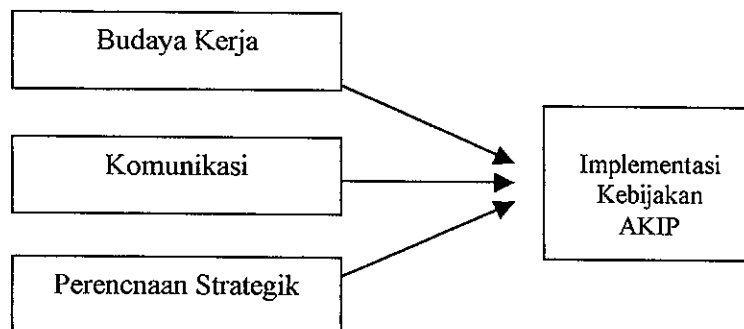 Budaya Kerja
Komunikasi
Perencnaan Strategik
Implementasi
Kebijakan
AKIP